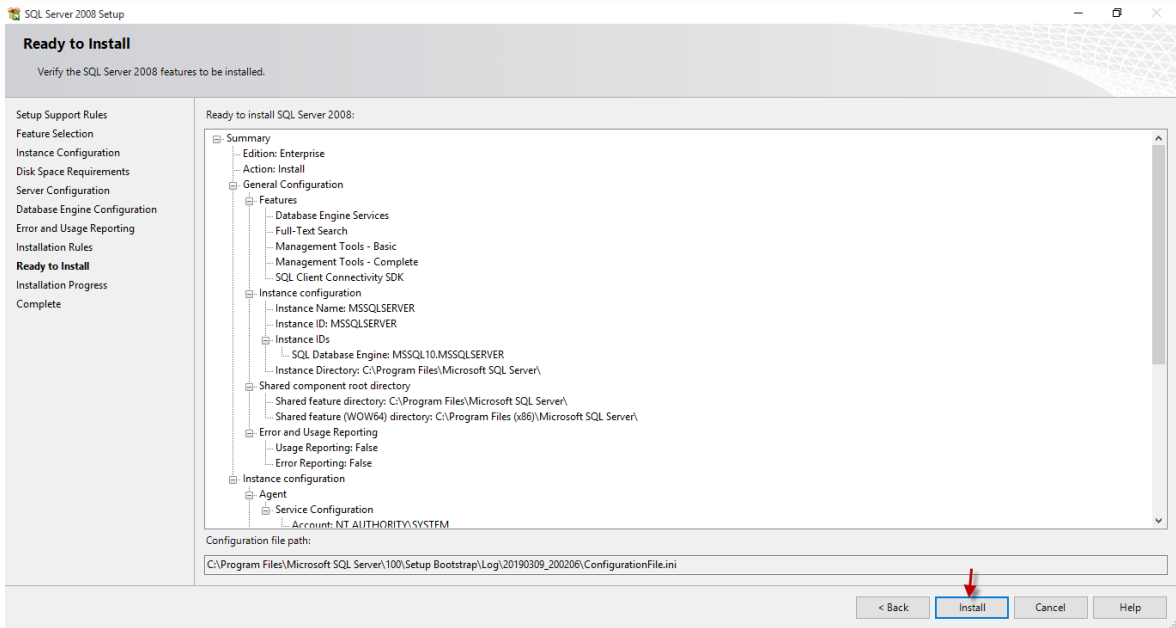 SQL Server 2008 Setup
Ready to Install
Verify the SQL Server 2008 features to be installed.
Setup Support Rules
Feature Selection
Instance Configuration
Disk Space Requirements
Server Configuration
Database Engine Configuration
Error and Usage Reporting
Installation Rules
Ready to Install
Installation Progress
Complete
Ready to install SQL Server 2008:
Summary
Edition: Enterprise
Action: Install
General Configuration
Features
Database Engine Services
Full-Text Search
Management Tools - Basic
Management Tools - Complete
SQL Client Connectivity SDK
Instance configuration
Instance Name: MSSQLSERVER
Instance ID: MSSQLSERVER
Instance IDs
SQL Database Engine: MSSQL10.MSSQLSERVER
Instance Directory: C:\Program Files\Microsoft SQL Server\
Shared component root directory
Shared feature directory: C:\Program Files\Microsoft SQL Server\
Shared feature (WOW64) directory: C:\Program Files (x86)\Microsoft SQL Server\
Error and Usage Reporting
Usage Reporting: False
Error Reporting: False
Instance configuration
Agent
Service Configuration
Account: NT AUTHORITY\SYSTEM
Configuration file path:
C:\Program Files\Microsoft SQL Server\100\Setup Bootstrap\Log\20190309_200206\ConfigurationFile.ini
< Back
Install
Cancel
Help